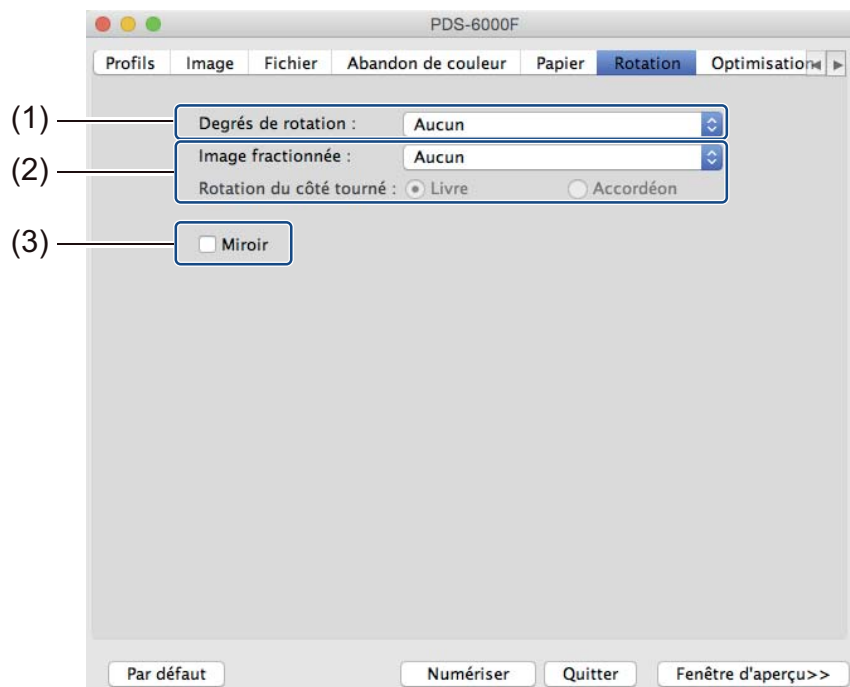 PDS-6000F
Profils Image Fichier Abandon de couleur Papier Rotation Optimisation
(1) Degrés de rotation : Aucun
(2) Image fractionnée : Aucun
Rotation du côté tourné : Livre Accordéon
(3) Miroir
Par défaut Numériser Quitter Fenêtre d'aperçu>>